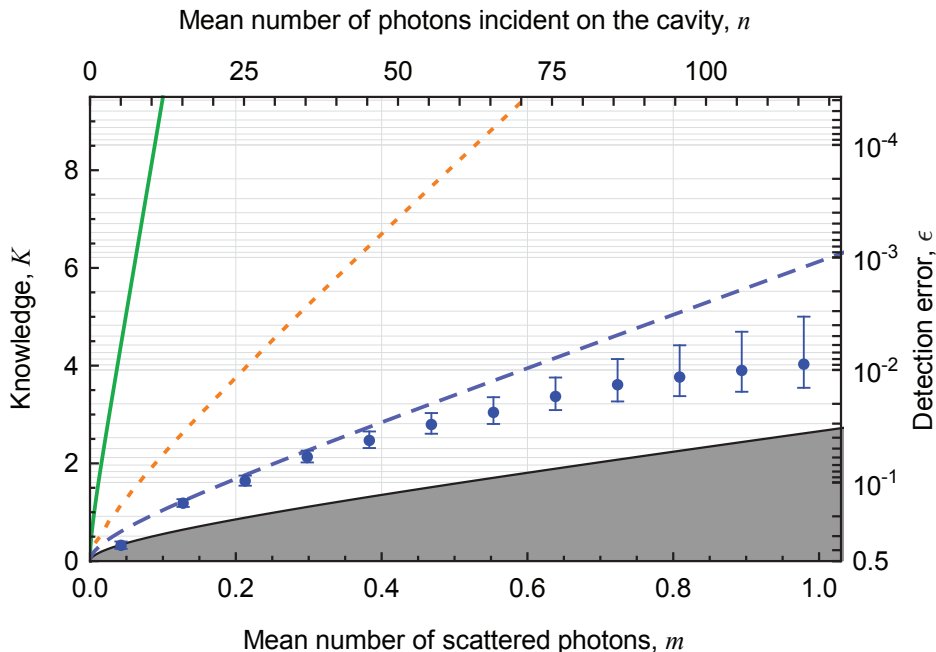 Mean number of photons incident on the cavity, n
0 25 50 75 100
Knowledge, K
8
6
4
2
0
10-4
10-3
10-2
10-1
0.5
Detection error, ϵ
0.0 0.2 0.4 0.6 0.8 1.0
Mean number of scattered photons, m